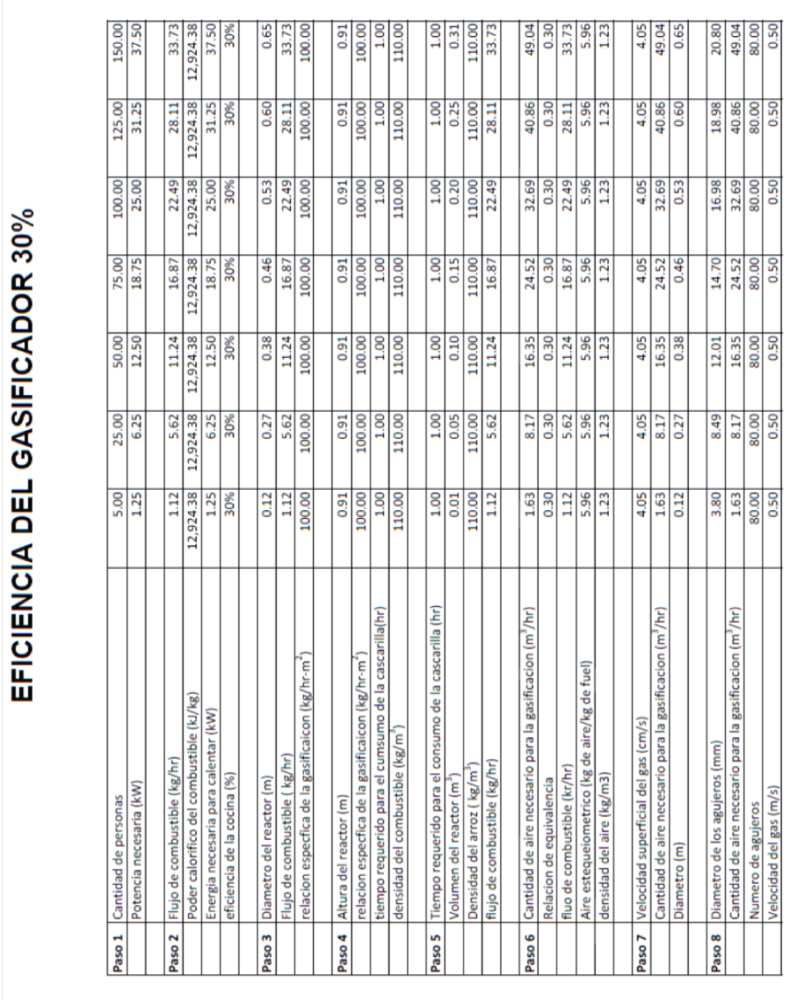 EFICIENCIA DEL GASIFICADOR 30%
Paso 1 Cantidad de personas 5.00 25.00 50.00 75.00 100.00 125.00 150.00
Potencia necesaria (kW) 1.25 6.25 12.50 18.75 25.00 31.25 37.50
Paso 2 Flujo de combustible (kg/hr) 1.12 5.62 11.24 16.87 22.49 28.11 33.73
Poder calorifico del combustible (kJ/kg) 12,924.38 12,924.38 12,924.38 12,924.38 12,924.38 12,924.38 12,924.38
Energia necesaria para calentar (kW) 1.25 6.25 12.50 18.75 25.00 31.25 37.50
eficiencia de la cocina (%) 30% 30% 30% 30% 30% 30% 30%
Paso 3 Diametro del reactor (m) 0.12 0.27 0.38 0.46 0.53 0.60 0.65
Flujo de combustible ( kg/hr) 1.12 5.62 11.24 16.87 22.49 28.11 33.73
relacion especfica de la gasificaicon (kg/hr-m²) 100.00 100.00 100.00 100.00 100.00 100.00 100.00
Paso 4 Altura del reactor (m) 0.91 0.91 0.91 0.91 0.91 0.91 0.91
relacion especfica de la gasificaicon (kg/hr-m²) 100.00 100.00 100.00 100.00 100.00 100.00 100.00
tiempo requerido para el cumsumo de la cascarilla(hr) 1.00 1.00 1.00 1.00 1.00 1.00 1.00
densidad del combustible (kg/m³) 110.00 110.00 110.00 110.00 110.00 110.00 110.00
Paso 5 Tiempo requerido para el consumo de la cascarilla (hr) 1.00 1.00 1.00 1.00 1.00 1.00 1.00
Volumen del reactor (m³) 0.01 0.05 0.10 0.15 0.20 0.25 0.31
Densidad del arroz ( kg/m³) 110.00 110.00 110.00 110.00 110.00 110.00 110.00
flujo de combustible (kg/hr) 1.12 5.62 11.24 16.87 22.49 28.11 33.73
Paso 6 Cantidad de aire necesario para la gasificacion (m³/hr) 1.63 8.17 16.35 24.52 32.69 40.86 49.04
Relacion de equivalencia 0.30 0.30 0.30 0.30 0.30 0.30 0.30
fluo de combustible (kr/hr) 1.12 5.62 11.24 16.87 22.49 28.11 33.73
Aire estequeiometrico (kg de aire/kg de fuel) 5.96 5.96 5.96 5.96 5.96 5.96 5.96
densidad del aire (kg/m3) 1.23 1.23 1.23 1.23 1.23 1.23 1.23
Paso 7 Velocidad superficial del gas (cm/s) 4.05 4.05 4.05 4.05 4.05 4.05 4.05
Cantidad de aire necesario para la gasificacion (m³/hr) 1.63 8.17 16.35 24.52 32.69 40.86 49.04
Diametro (m) 0.12 0.27 0.38 0.46 0.53 0.60 0.65
Paso 8 Diametro de los agujeros (mm) 3.80 8.49 12.01 14.70 16.98 18.98 20.80
Cantidad de aire necesario para la gasificacion (m³/hr) 1.63 8.17 16.35 24.52 32.69 40.86 49.04
Numero de agujeros 80.00 80.00 80.00 80.00 80.00 80.00 80.00
Velocidad del gas (m/s) 0.50 0.50 0.50 0.50 0.50 0.50 0.50